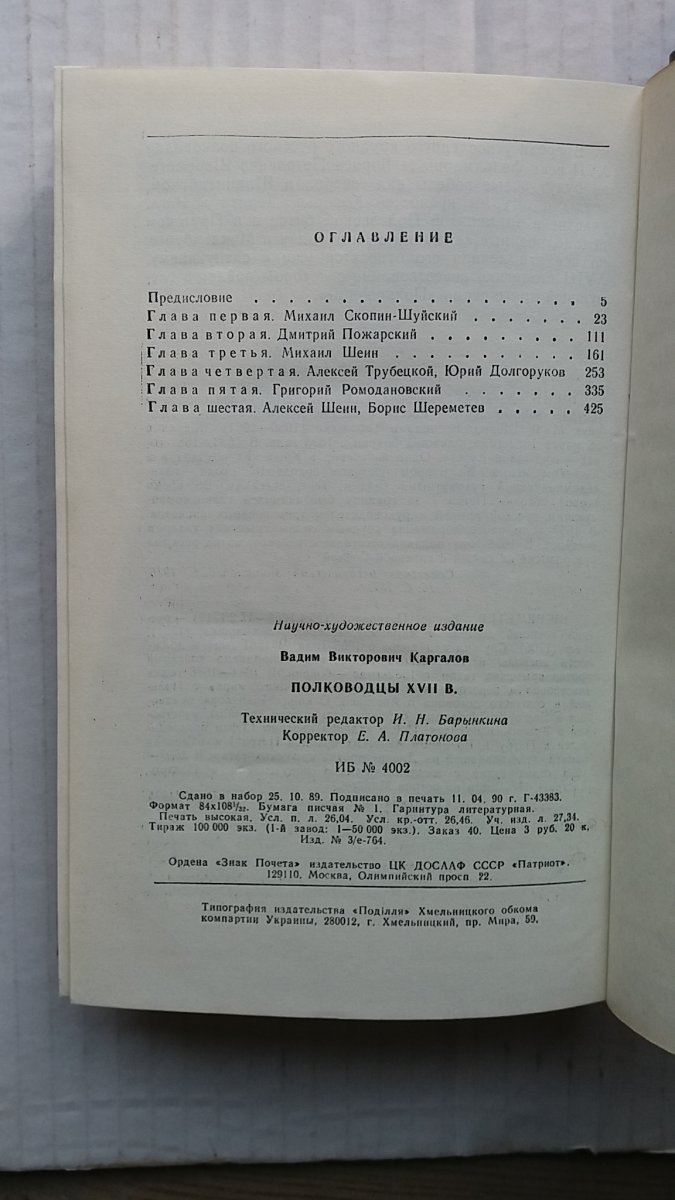 ОГЛАВЛЕНИЕ
Предисловие . . . . . . . . . . . . . . . . . . . 5
Глава первая. Михаил Скопин-Шуйский . . . . . . . 23
Глава вторая. Дмитрий Пожарский . . . . . . . . . 111
Глава третья. Михаил Шеин . . . . . . . . . . . . 161
Глава четвертая. Алексей Трубецкой, Юрий Долгоруков 253
Глава пятая. Григорий Ромодановский . . . . . . . 335
Глава шестая. Алексей Шеин, Борис Шереметев . . . . . 425
Научно-художественное издание
Вадим Викторович Каргалов
ПОЛКОВОДЦЫ XVII В.
Технический редактор И. Н. Барынкина
Корректор Е. А. Платонова
ИБ № 4002
Сдано в набор 25. 10. 89. Подписано в печать 11. 04. 90 г. Г-43383.
Формат 84х108¹/₃₂. Бумага писчая № 1. Гарнитура литературная.
Печать высокая. Усл. п. л. 26,04. Усл. кр.-отт. 26,46. Уч. изд. л. 27,34.
Тираж 100 000 экз. (1-й завод: 1—50 000 экз.). Заказ 40. Цена 3 руб. 20 к.
Изд. № 3/е-764.
Ордена «Знак Почета» издательство ЦК ДОСААФ СССР «Патриот».
129110. Москва, Олимпийский просп 22.
Типография издательства «Поділля» Хмельницкого обкома
компартии Украины, 280012, г. Хмельницкий, пр. Мира, 59.